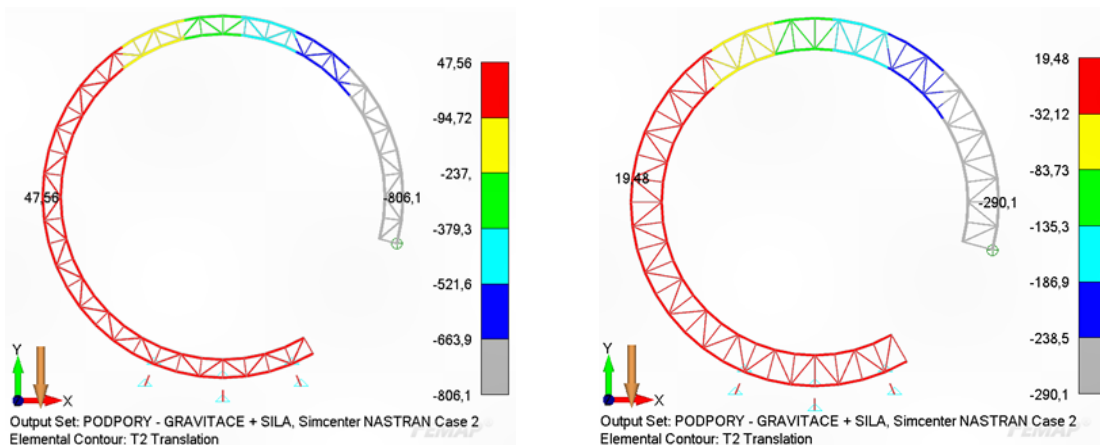 47,56
-94,72
-237,
-379,3
-521,6
-663,9
-806,1
47,56
-806,1
Y
X
Output Set: PODPORY - GRAVITACE + SILA, Simcenter NASTRAN Case 2
Elemental Contour: T2 Translation
FEMAP
19,48
-32,12
-83,73
-135,3
-186,9
-238,5
-290,1
19,48
-290,1
Y
X
Output Set: PODPORY - GRAVITACE + SILA, Simcenter NASTRAN Case 2
Elemental Contour: T2 Translation
FEMAP